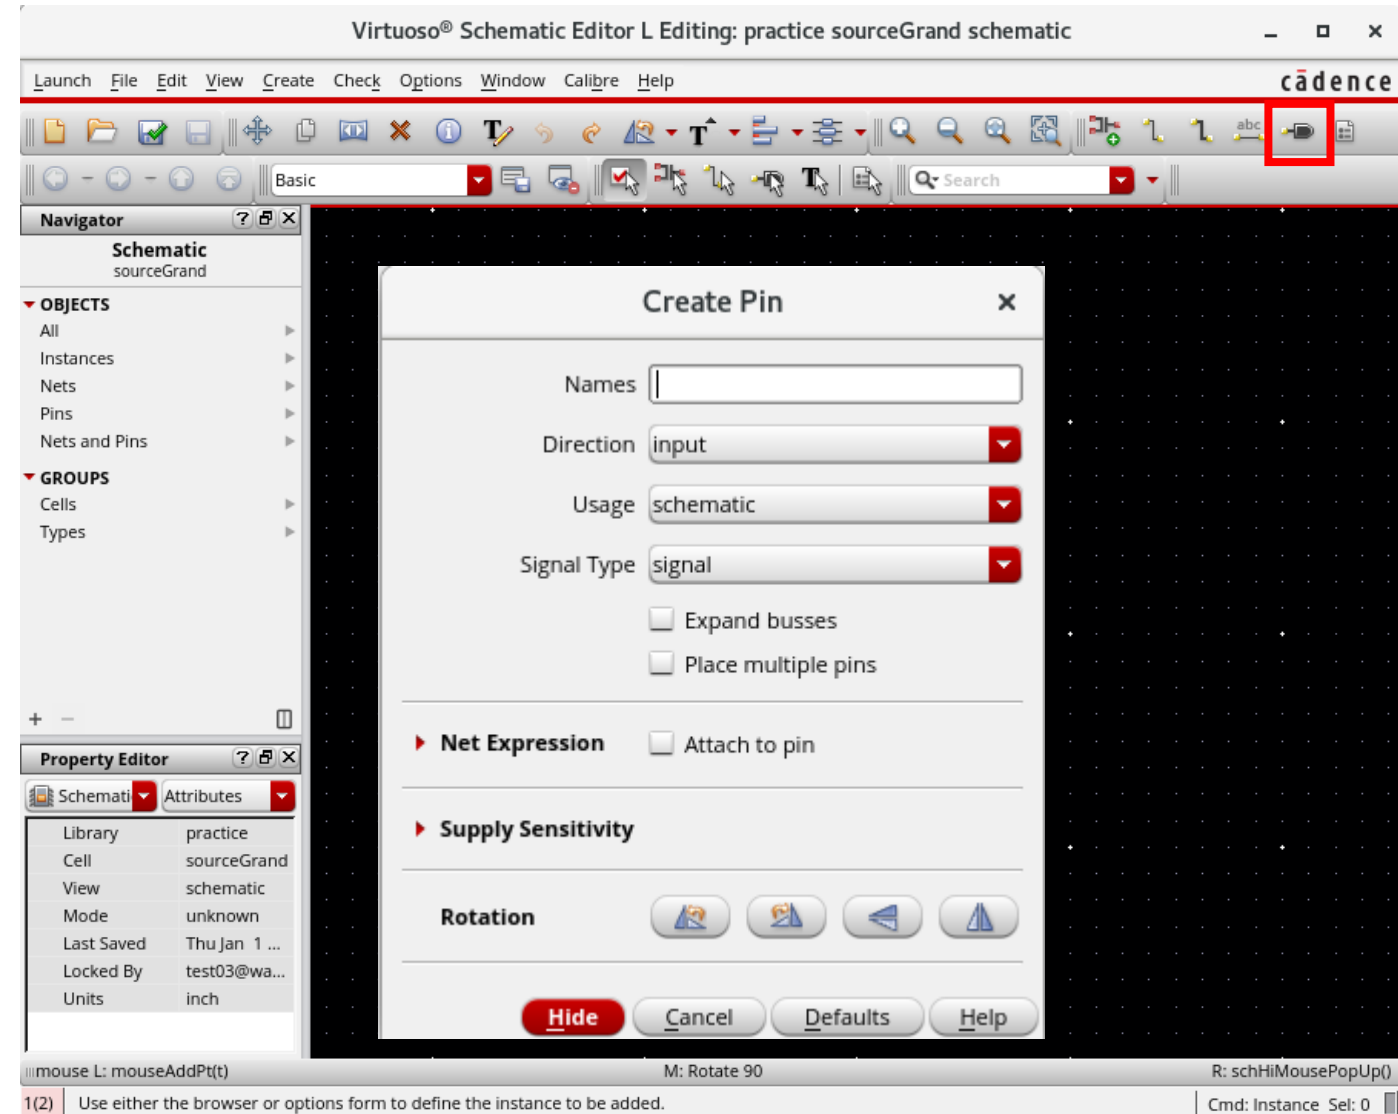 Virtuoso® Schematic Editor L Editing: practice sourceGrand schematic
Launch File Edit View Create Check Options Window Calibre Help
cādence
T
T
abc
Basic
T
Search
Navigator
Schematic
sourceGrand
OBJECTS
All
Instances
Nets
Pins
Nets and Pins
GROUPS
Cells
Types
Property Editor
Schemati
Attributes
Library practice
Cell sourceGrand
View schematic
Mode unknown
Last Saved Thu Jan 1 ...
Locked By test03@wa...
Units inch
Create Pin
Names
Direction input
Usage schematic
Signal Type signal
Expand busses
Place multiple pins
Net Expression Attach to pin
Supply Sensitivity
Rotation
Hide Cancel Defaults Help
mouse L: mouseAddPt(t) M: Rotate 90 R: schHiMousePopUp()
1(2) Use either the browser or options form to define the instance to be added. Cmd: Instance Sel: 0